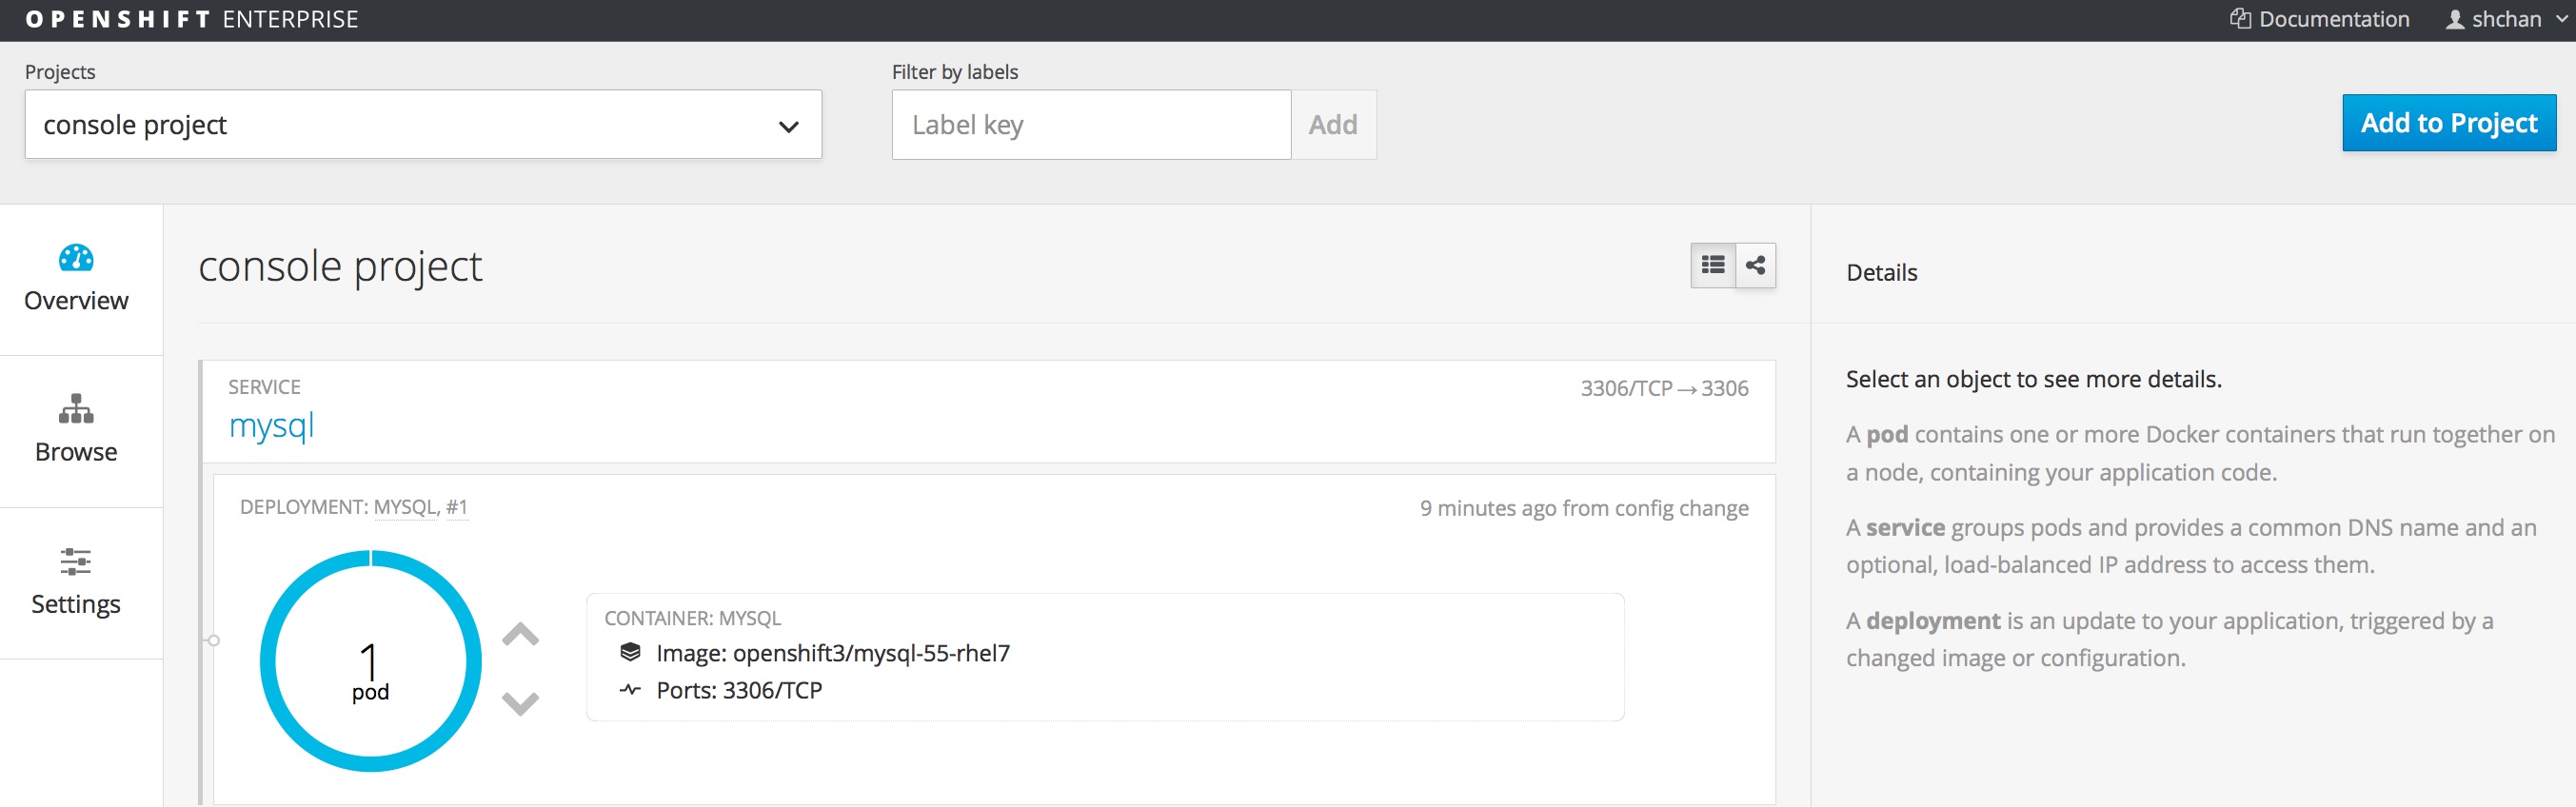 OPENSHIFT ENTERPRISE
Documentation
shchan
Projects
console project
Filter by labels
Label key
Add
Add to Project
Overview
Browse
Settings
console project
SERVICE
mysql
3306/TCP → 3306
DEPLOYMENT: MYSQL, #1
9 minutes ago from config change
1
pod
CONTAINER: MYSQL
Image: openshift3/mysql-55-rhel7
Ports: 3306/TCP
Details
Select an object to see more details.
A pod contains one or more Docker containers that run together on
a node, containing your application code.
A service groups pods and provides a common DNS name and an
optional, load-balanced IP address to access them.
A deployment is an update to your application, triggered by a
changed image or configuration.